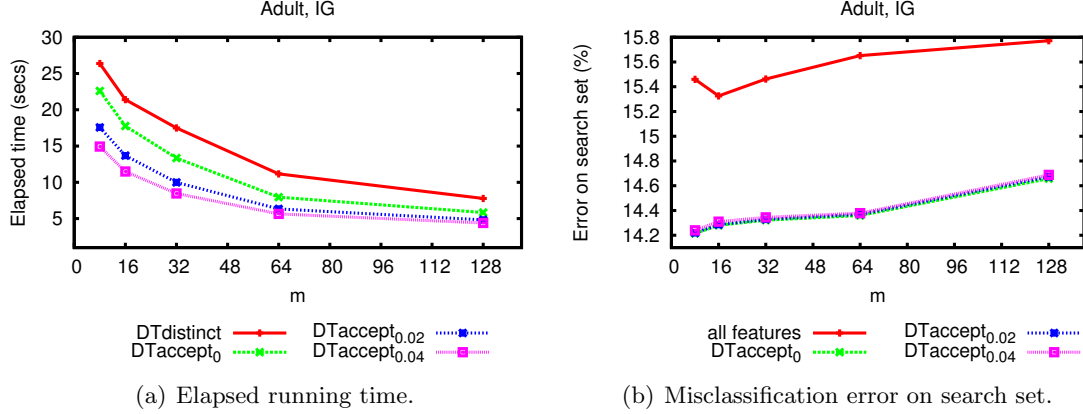 Adult, IG
30
25
20
15
10
5
Elapsed time (secs)
0 16 32 48 64 80 96 112 128
m
DTdistinct
DTaccept0
DTaccept0.02
DTaccept0.04
(a) Elapsed running time.
Adult, IG
15.8
15.6
15.4
15.2
15
14.8
14.6
14.4
14.2
Error on search set (%)
0 16 32 48 64 80 96 112 128
m
all features
DTaccept0
DTaccept0.02
DTaccept0.04
(b) Misclassification error on search set.